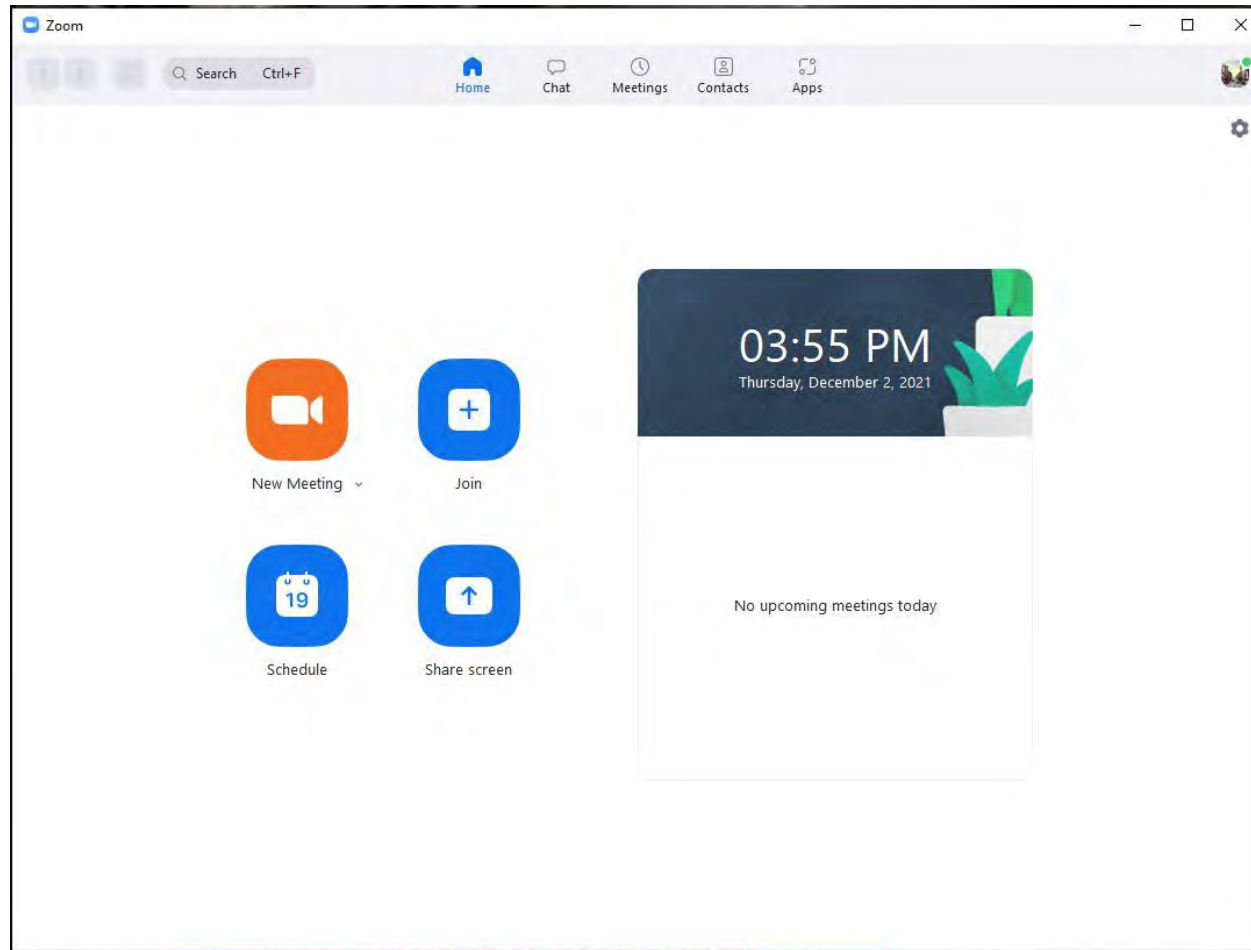 Zoom
Search Ctrl+F
Home Chat Meetings Contacts Apps
03:55 PM
Thursday, December 2, 2021
New Meeting
Join
19
Schedule
Share screen
No upcoming meetings today